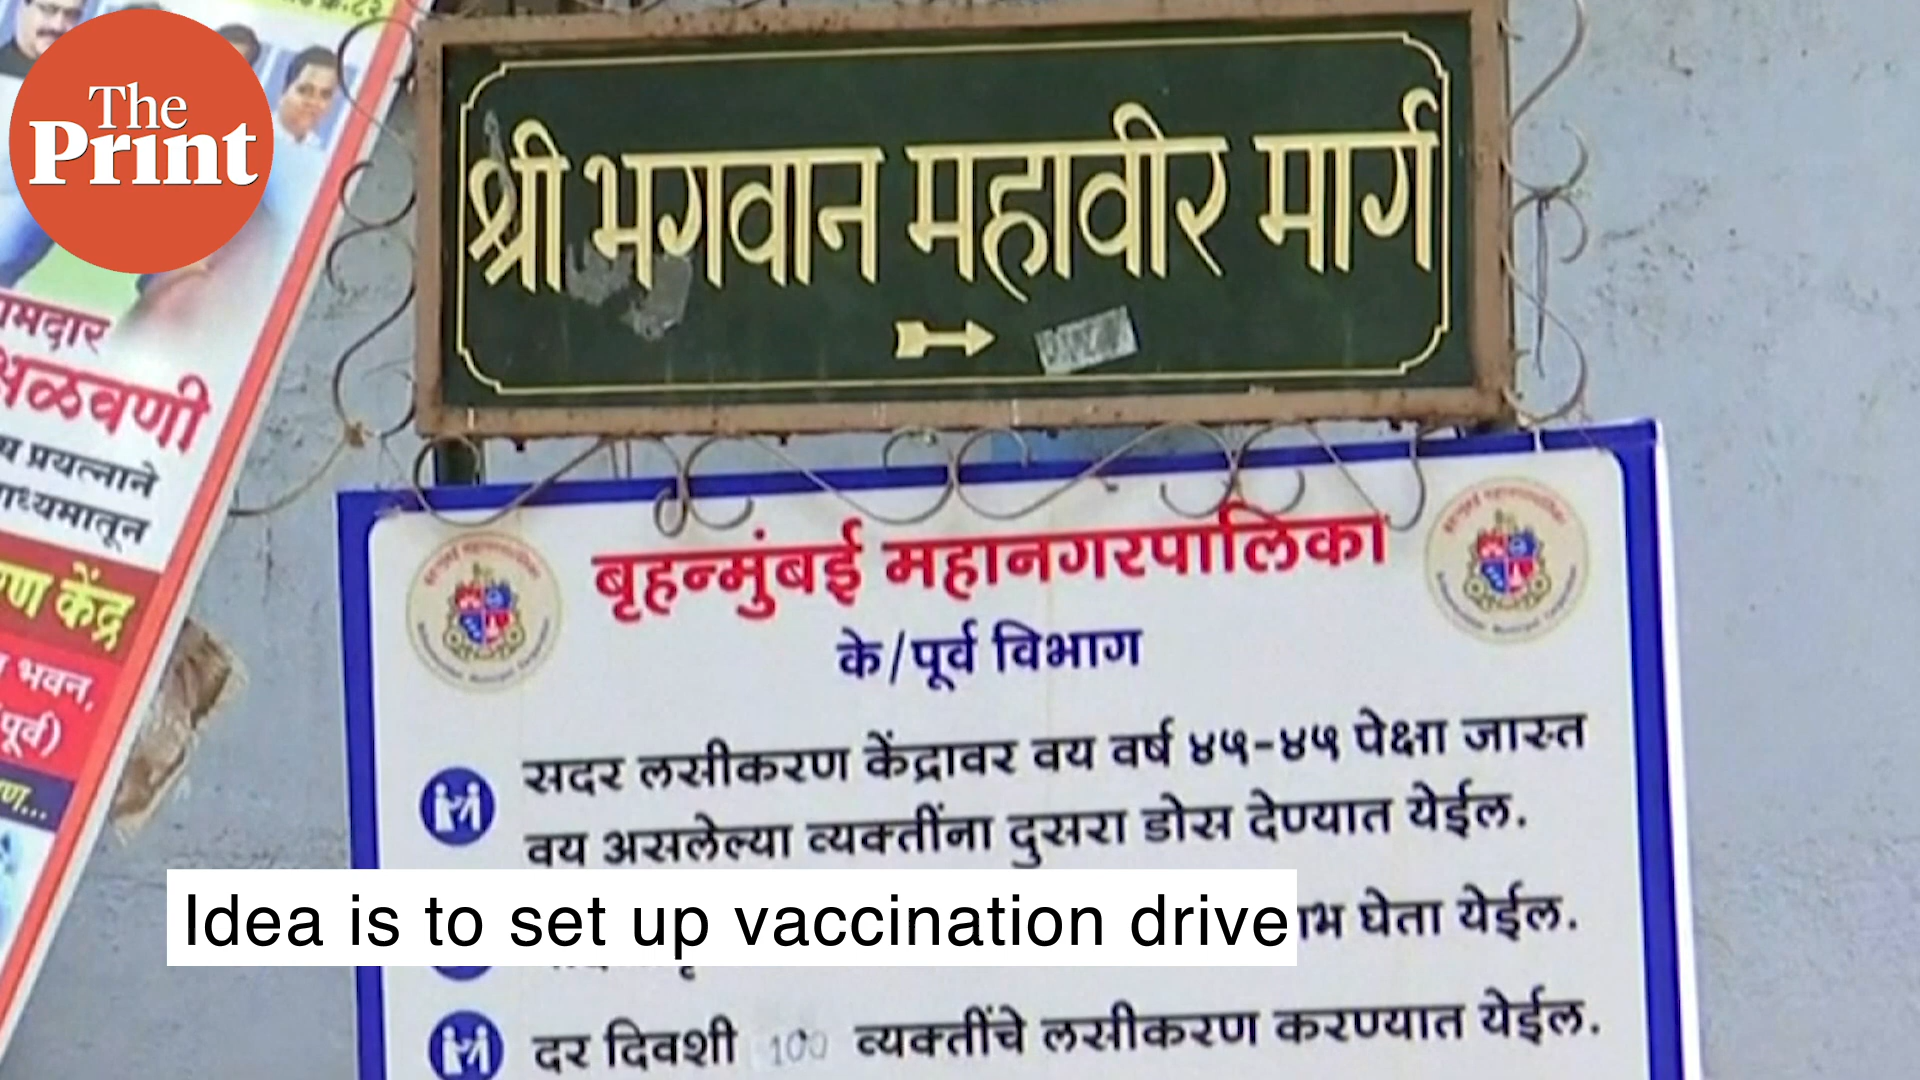 The
Print
श्री भगवान महावीर मार्ग
आमदार
अळवणी
प्रयत्नाने
माध्यमातून
केंद्र
भवन,
पूर्व)
बृहन्मुंबई महानगरपालिका
के/पूर्व विभाग
सदर लसीकरण केंद्रावर वय वर्ष ४५-४५ पेक्षा जास्त
वय असलेल्या व्यक्तींना दुसरा डोस देण्यात येईल.
घेता येईल.
Idea is to set up vaccination drive
दर दिवशी 100 व्यक्तींचे लसीकरण करण्यात येईल.